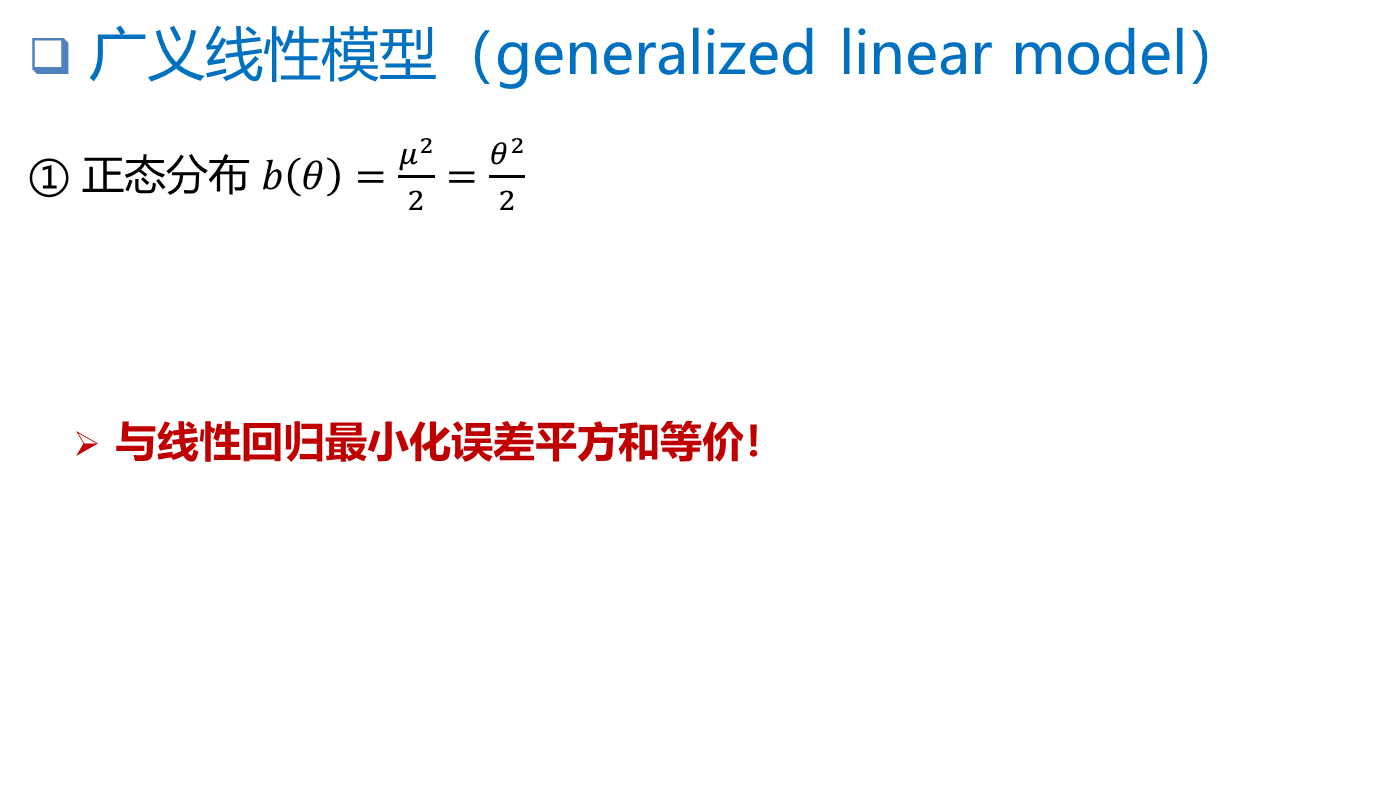 ❑ 广义线性模型（generalized linear model）
① 正态分布 𝑏(𝜃) = 𝜇²/2 = 𝜃²/2
➢ 与线性回归最小化误差平方和等价！